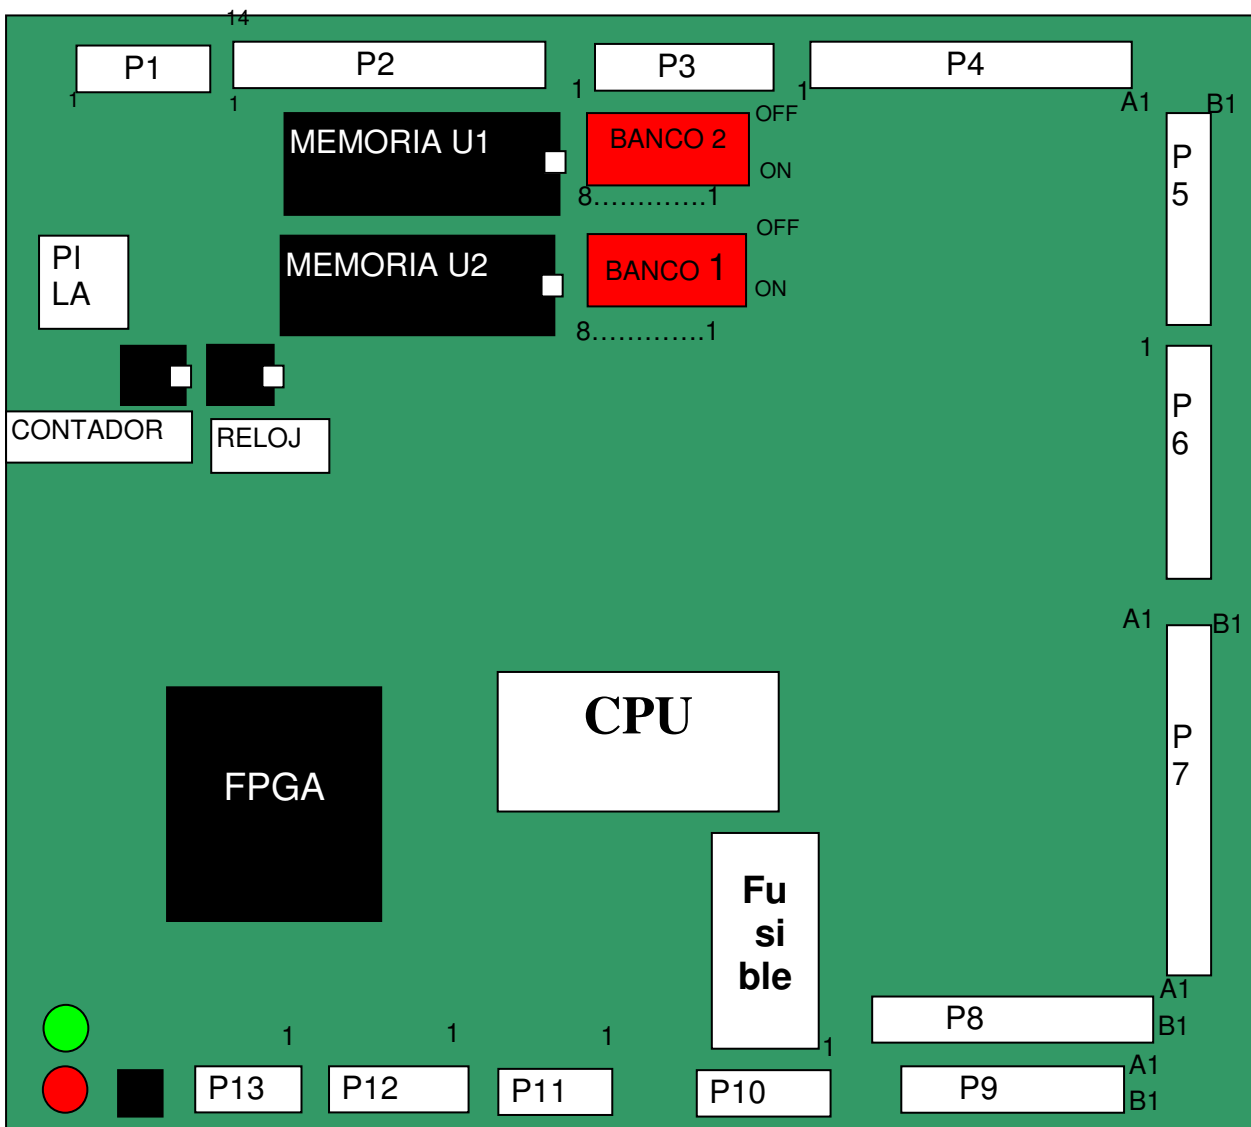 14
P1
P2
P3
P4
1
1
1
1
A1
B1
MEMORIA U1
BANCO 2
OFF
ON
8.............1
P
5
MEMORIA U2
BANCO 1
OFF
ON
8.............1
PI
LA
1
P
6
CONTADOR
RELOJ
A1
B1
CPU
P
7
FPGA
Fu
si
ble
A1
P8
B1
1
1
1
1
A1
P13
P12
P11
P10
P9
B1